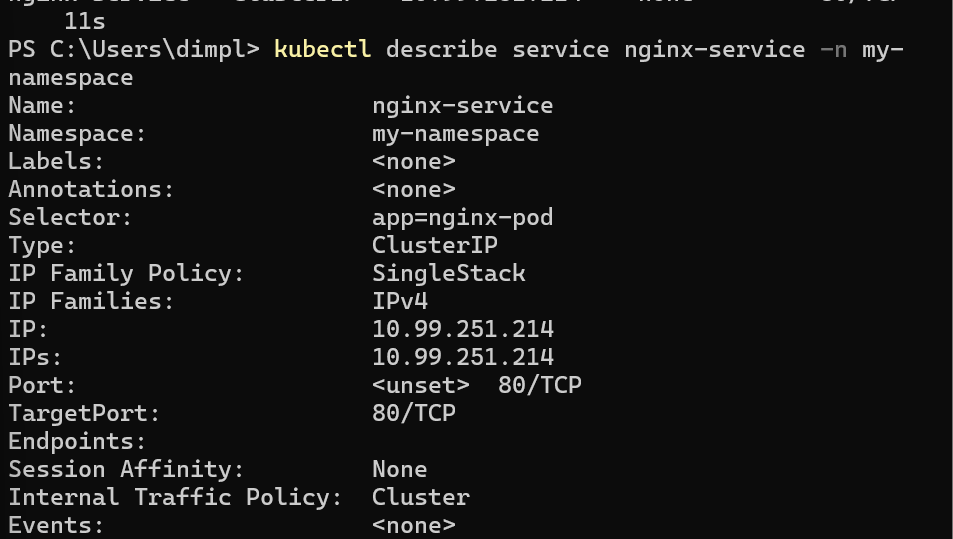 11s
PS C:\Users\dimpl> kubectl describe service nginx-service -n my-
namespace
Name:                     nginx-service
Namespace:                my-namespace
Labels:                   <none>
Annotations:              <none>
Selector:                 app=nginx-pod
Type:                     ClusterIP
IP Family Policy:         SingleStack
IP Families:              IPv4
IP:                       10.99.251.214
IPs:                      10.99.251.214
Port:                     <unset>  80/TCP
TargetPort:               80/TCP
Endpoints:
Session Affinity:         None
Internal Traffic Policy:  Cluster
Events:                   <none>